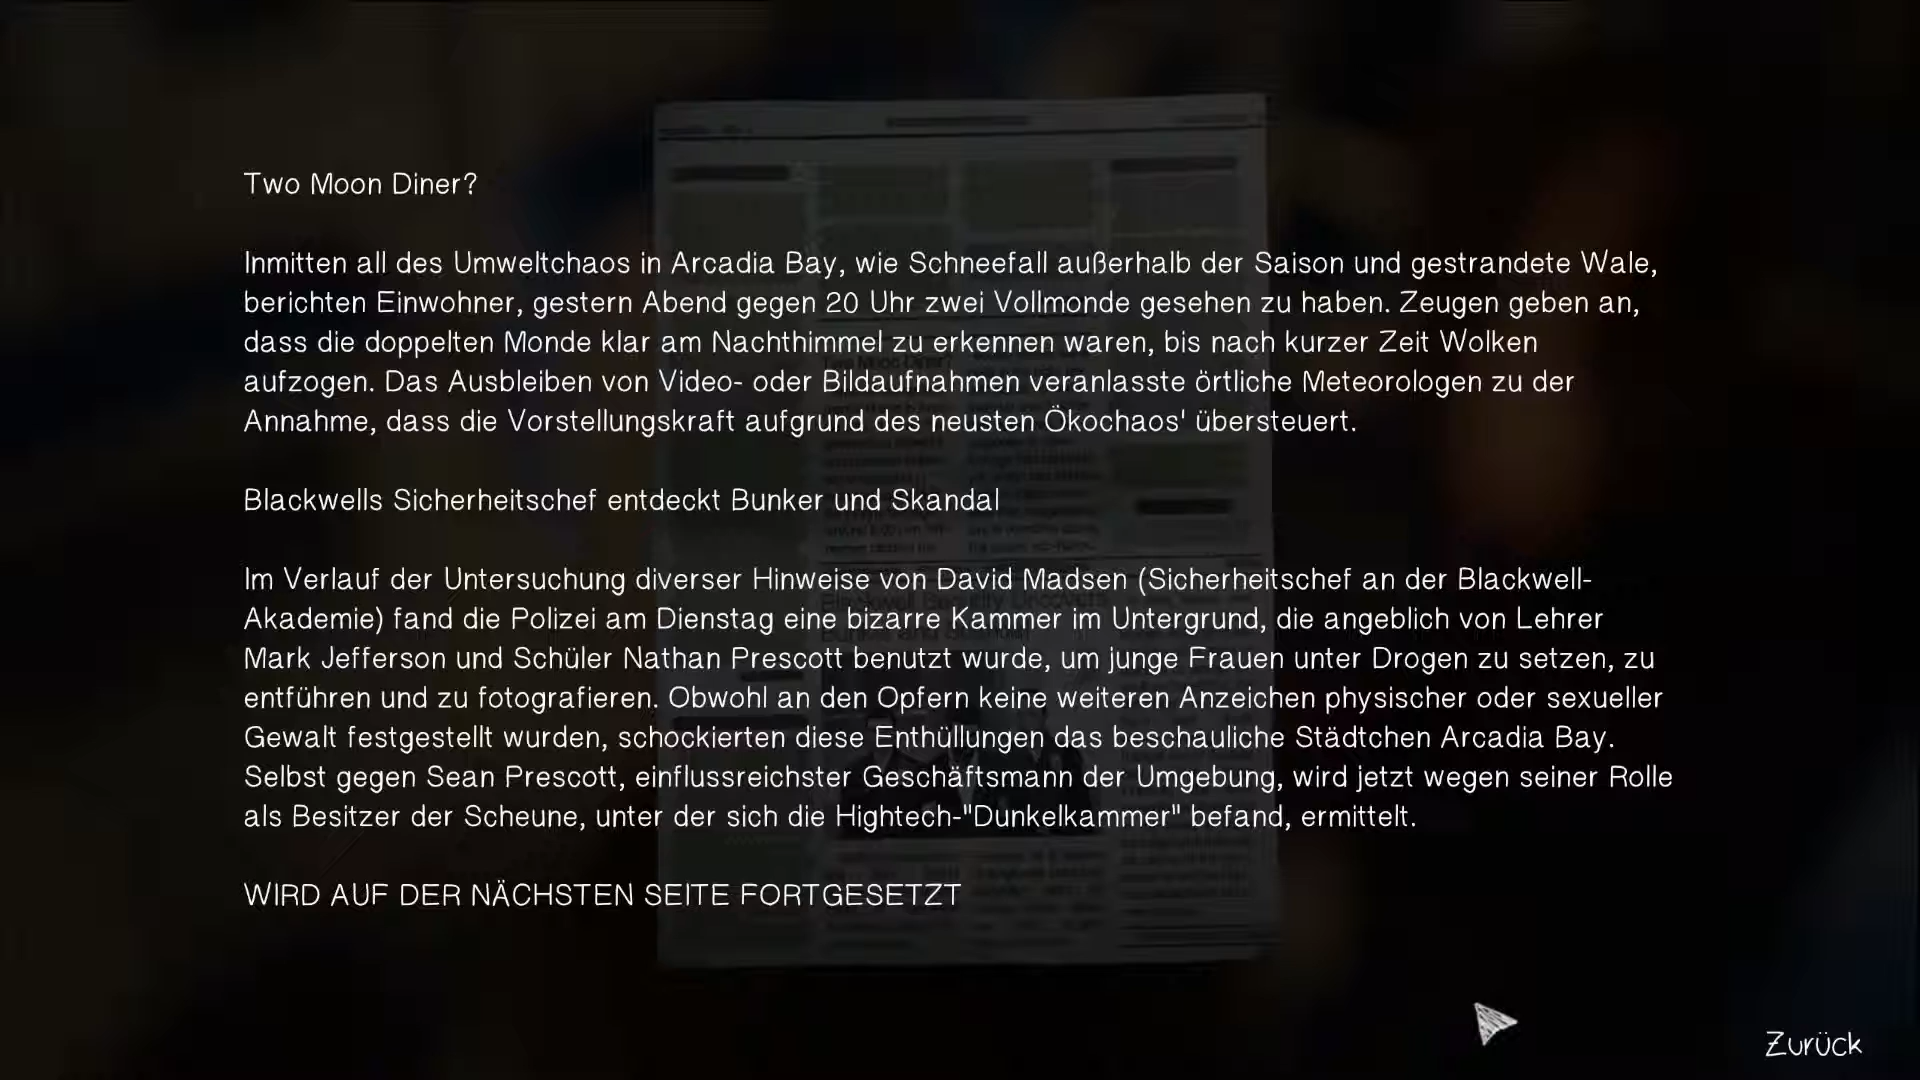 Two Moon Diner?
Inmitten all des Umweltchaos in Arcadia Bay, wie Schneefall außerhalb der Saison und gestrandete Wale,
berichten Einwohner, gestern Abend gegen 20 Uhr zwei Vollmonde gesehen zu haben. Zeugen geben an,
dass die doppelten Monde klar am Nachthimmel zu erkennen waren, bis nach kurzer Zeit Wolken
aufzogen. Das Ausbleiben von Video- oder Bildaufnahmen veranlasste örtliche Meteorologen zu der
Annahme, dass die Vorstellungskraft aufgrund des neusten Ökochaos' übersteuert.
Blackwells Sicherheitschef entdeckt Bunker und Skandal
Im Verlauf der Untersuchung diverser Hinweise von David Madsen (Sicherheitschef an der Blackwell-
Akademie) fand die Polizei am Dienstag eine bizarre Kammer im Untergrund, die angeblich von Lehrer
Mark Jefferson und Schüler Nathan Prescott benutzt wurde, um junge Frauen unter Drogen zu setzen, zu
entführen und zu fotografieren. Obwohl an den Opfern keine weiteren Anzeichen physischer oder sexueller
Gewalt festgestellt wurden, schockierten diese Enthüllungen das beschauliche Städtchen Arcadia Bay.
Selbst gegen Sean Prescott, einflussreichster Geschäftsmann der Umgebung, wird jetzt wegen seiner Rolle
als Besitzer der Scheune, unter der sich die Hightech-"Dunkelkammer" befand, ermittelt.
WIRD AUF DER NÄCHSTEN SEITE FORTGESETZT
Zurück